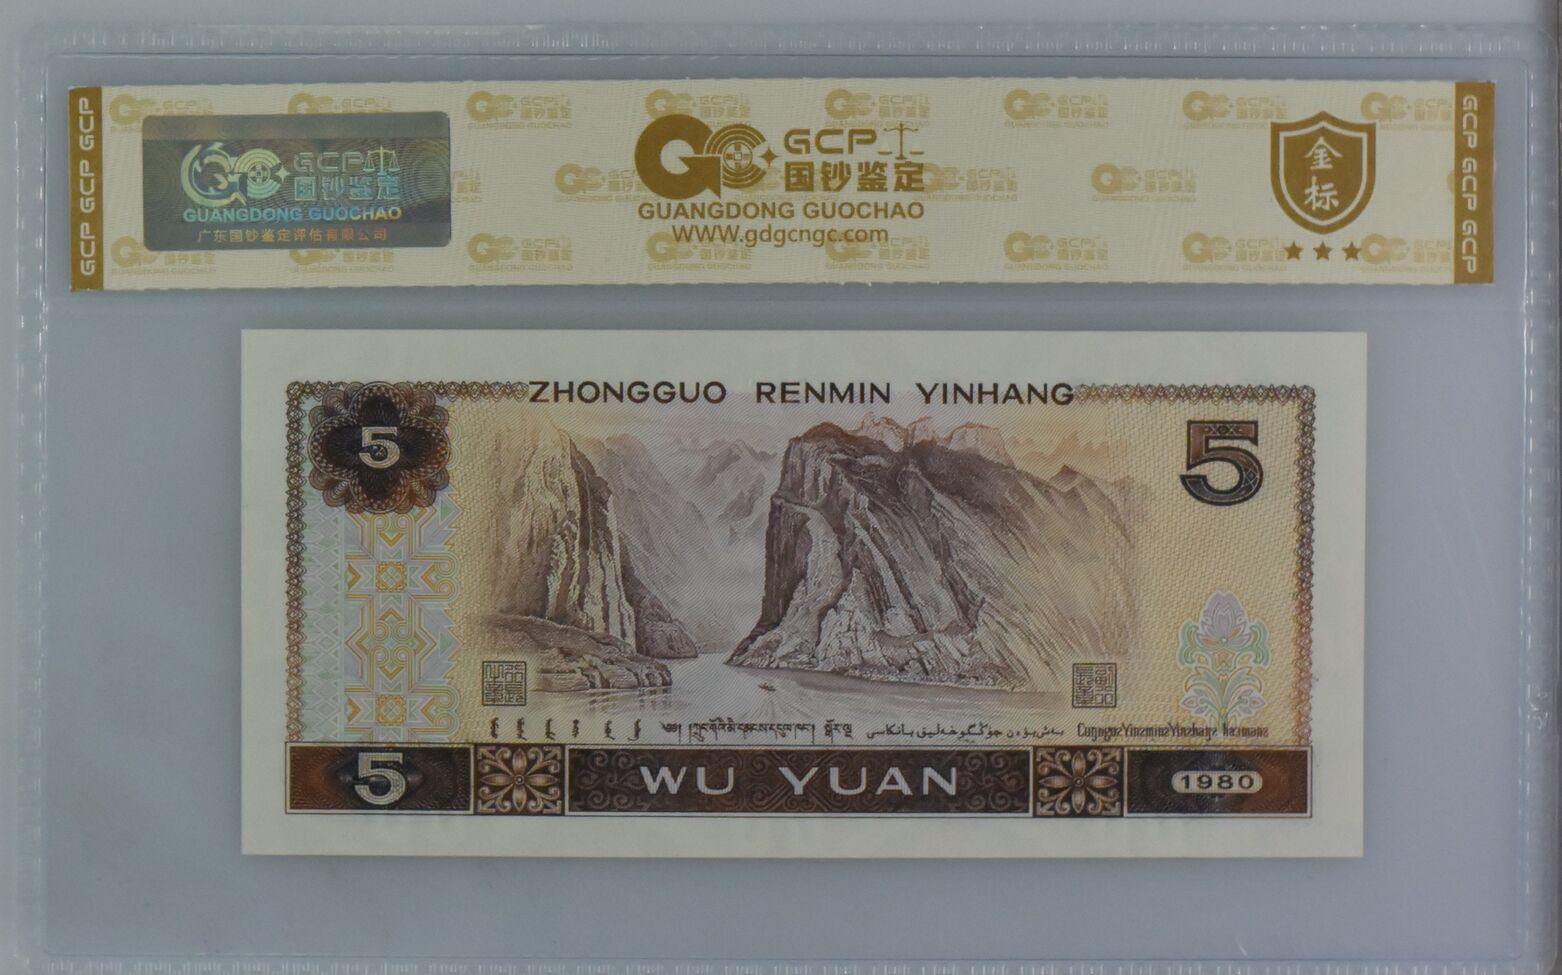 GCP GCP GCP
GCP
国钞鉴定
GUANGDONG GUOCHAO
广东国钞鉴定评估有限公司
GCP
国钞鉴定
GUANGDONG GUOCHAO
WWW.gdgcngc.com
金标
GCP GCP GCP
ZHONGGUO RENMIN YINHANG
5
5
5
WU YUAN
1980